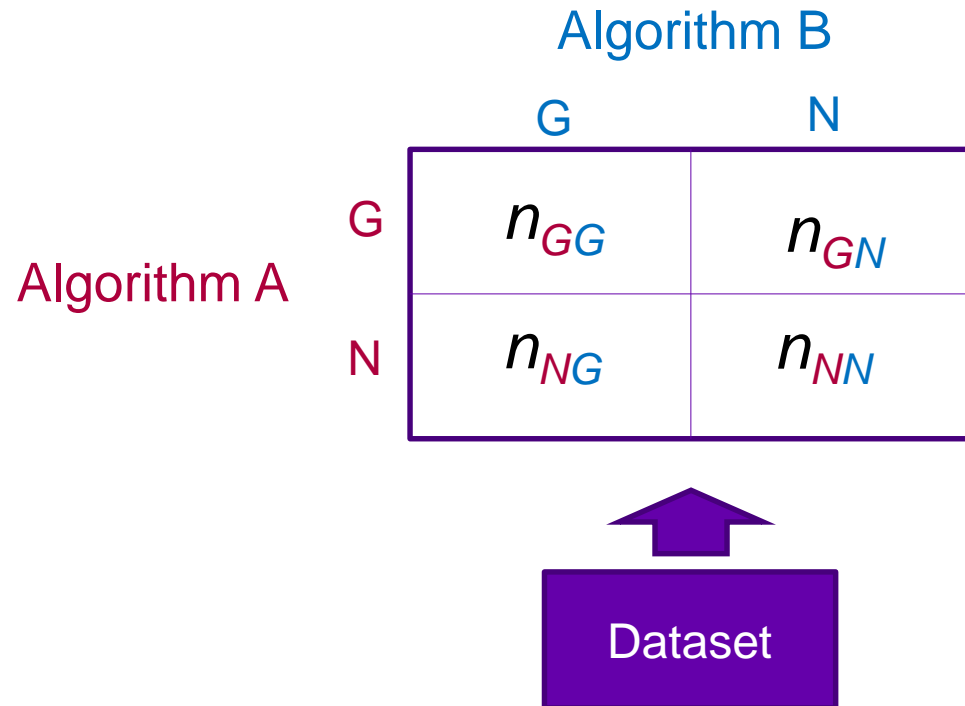 Algorithm B
G N
G n_GG n_GN
Algorithm A
N n_NG n_NN
Dataset